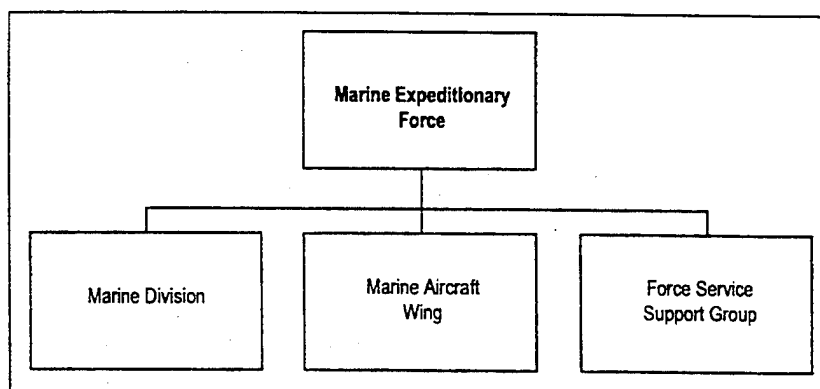 Marine Expeditionary
Force
Marine Division
Marine Aircraft
Wing
Force Service
Support Group